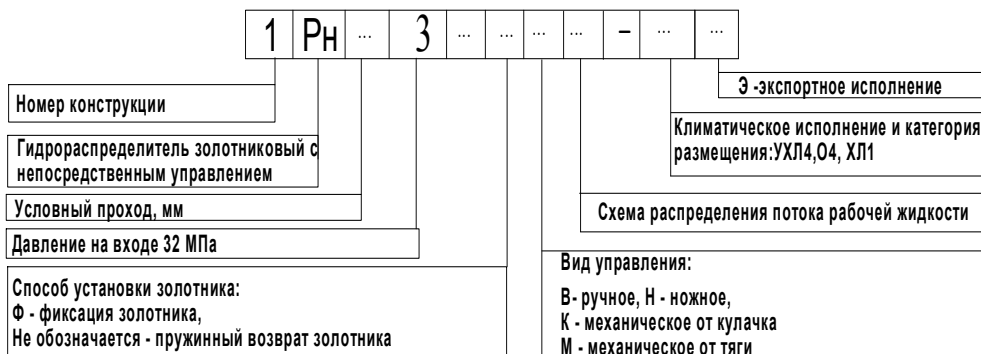 1 Рн ... 3 ... ... ... ... – ... ...
Номер конструкции
Гидрораспределитель золотниковый с
непосредственным управлением
Условный проход, мм
Давление на входе 32 МПа
Способ установки золотника:
Ф - фиксация золотника,
Не обозначается - пружинный возврат золотника
Э -экспортное исполнение
Климатическое исполнение и категория
размещения:УХЛ4,О4, ХЛ1
Схема распределения потока рабочей жидкости
Вид управления:
В- ручное, Н - ножное,
К - механическое от кулачка
М - механическое от тяги